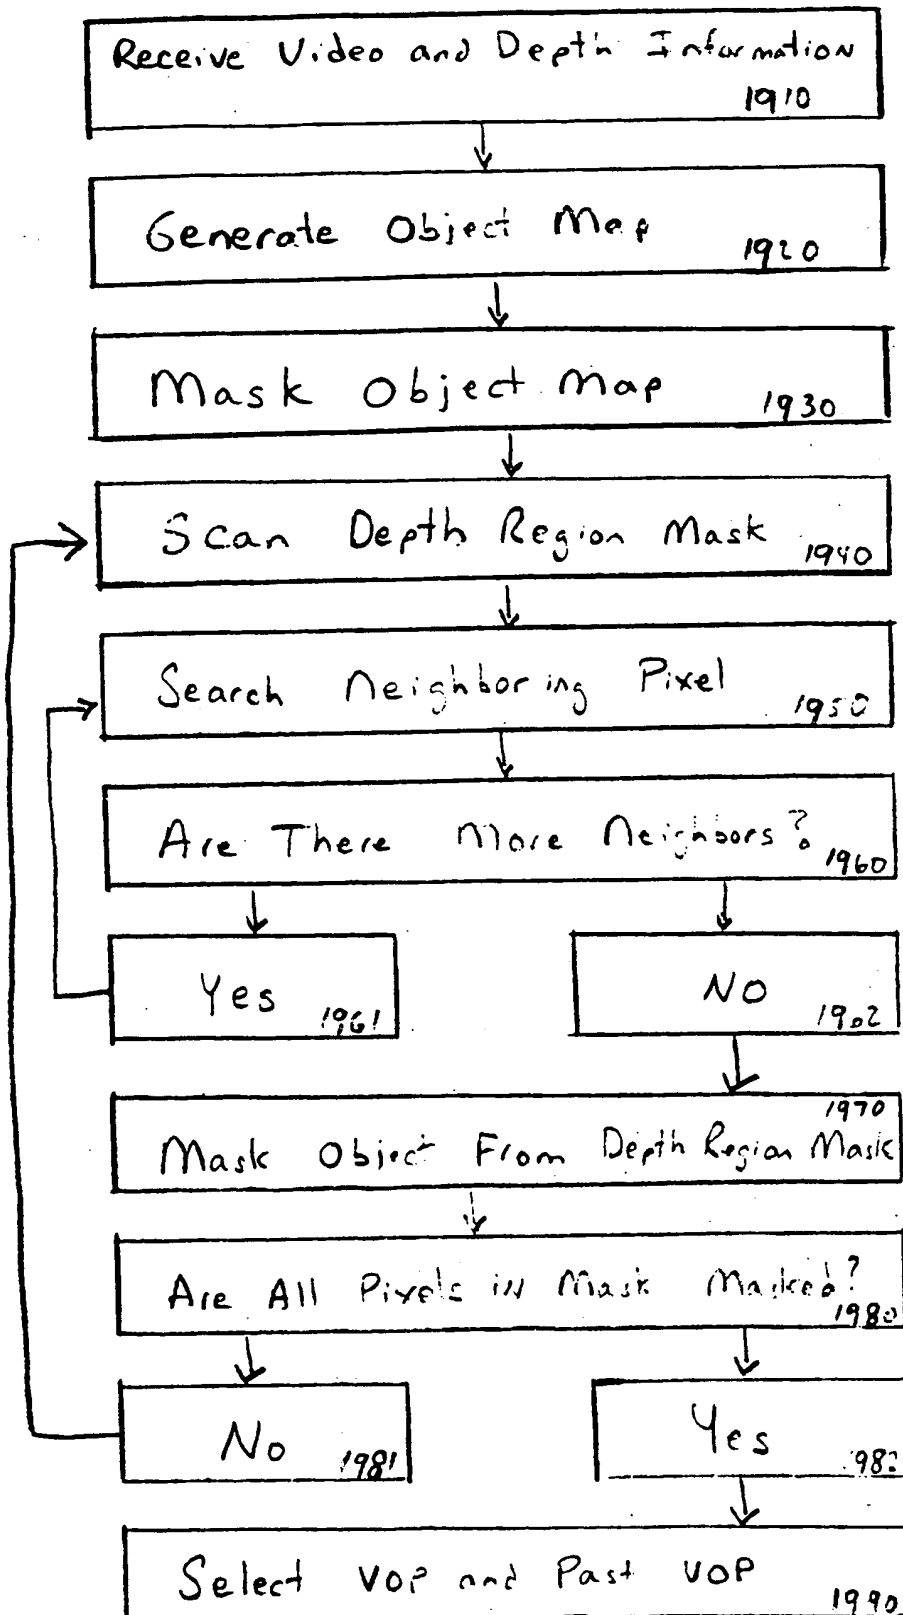 Receive Video and Depth Information
1910
Generate Object Map
1920
Mask Object Map
1930
Scan Depth Region Mask
1940
Search Neighboring Pixel
1950
Are There More Neighbors?
1960
Yes
1961
No
1970
Mask Object From Depth Region Mask
Are All Pixels in Mask Masked?
1980
No
1981
Yes
Select VOP and Past VOP
1990